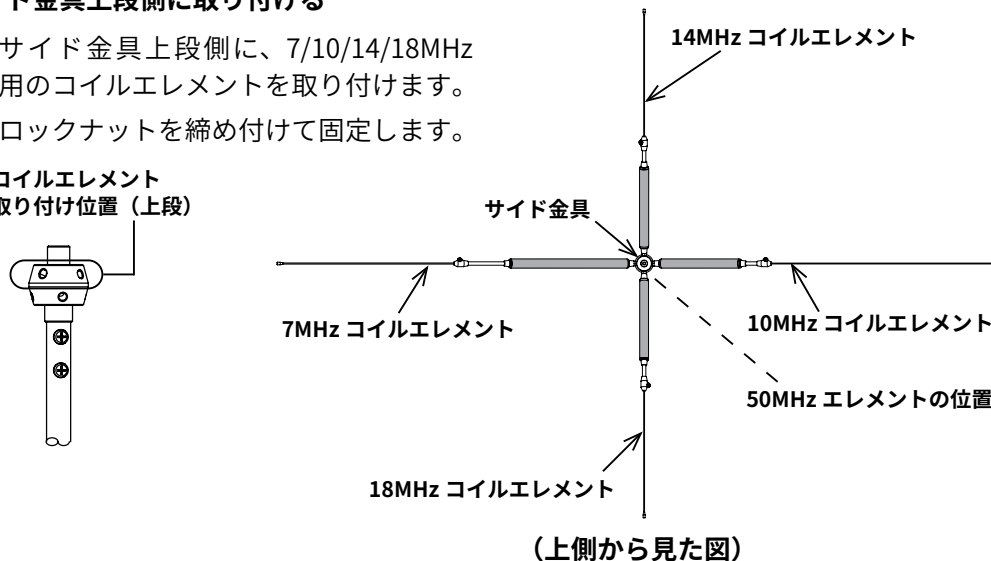 ド金具上段側に取り付ける
サイド金具上段側に、7/10/14/18MHz
用のコイルエレメントを取り付けます。
ロックナットを締め付けて固定します。
コイルエレメント
取り付け位置（上段）
14MHz コイルエレメント
サイド金具
7MHz コイルエレメント
10MHz コイルエレメント
50MHz エレメントの位置
18MHz コイルエレメント
（上側から見た図）